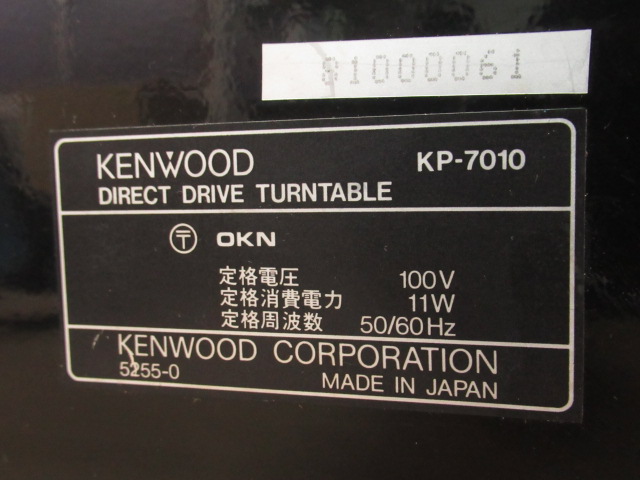 81000061
KENWOOD KP-7010
DIRECT DRIVE TURNTABLE
〒 OKN
定格電圧 100V
定格消費電力 11W
定格周波数 50/60Hz
KENWOOD CORPORATION
5255-0 MADE IN JAPAN